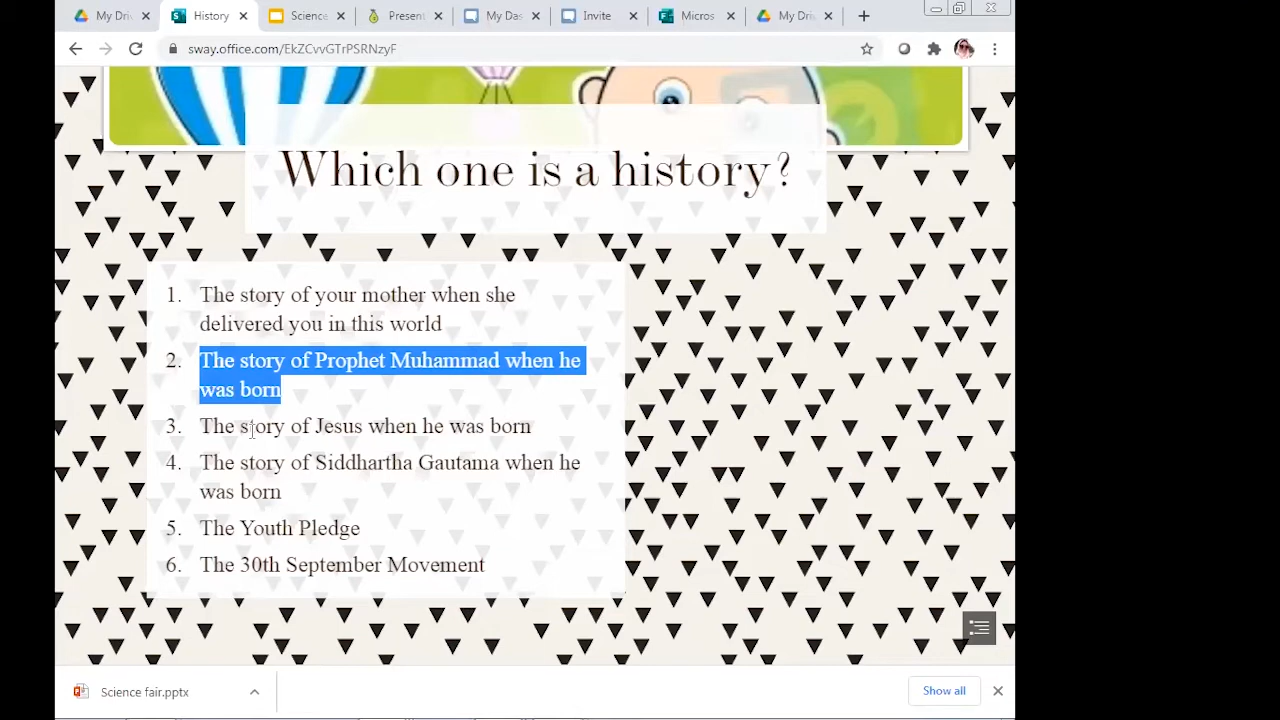 My Dri
History
Science
Present
My Das
Invite
Micros
My Driv
sway.office.com/EkZCvvGTrPSRNzyF
Which one is a history?
1. The story of your mother when she
delivered you in this world
2. The story of Prophet Muhammad when he
was born
3. The story of Jesus when he was born
4. The story of Siddhartha Gautama when he
was born
5. The Youth Pledge
6. The 30th September Movement
Science fair.pptx
Show all